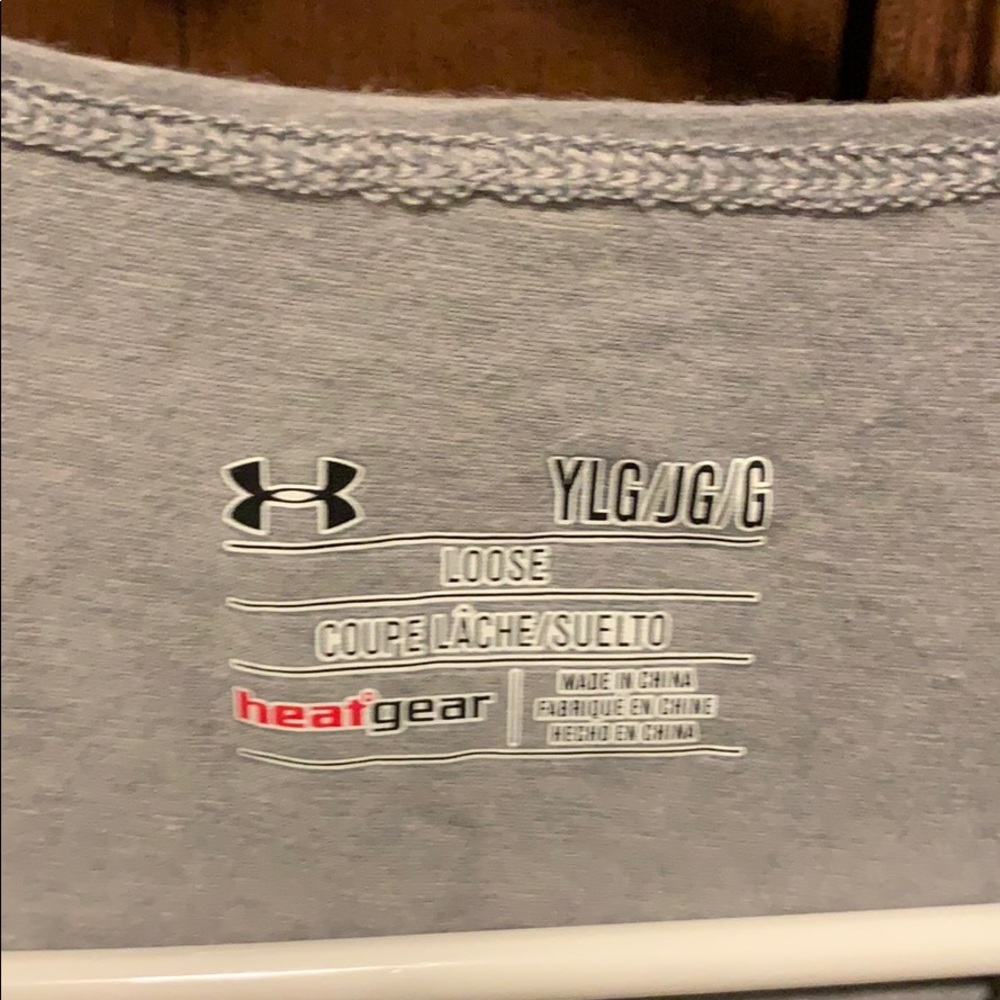 YLG/JG/G
LOOSE
COUPE LÂCHE/SUELTO
heatgear
MADE IN CHINA
FABRIQUE EN CHINE
HECHO EN CHINA